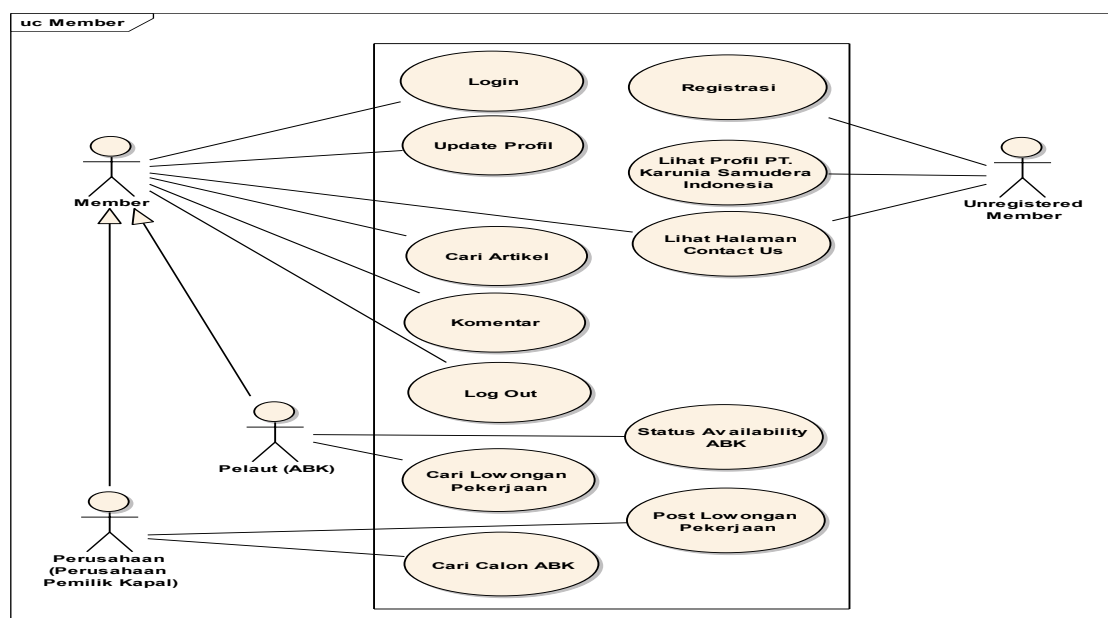 uc Member
Login
Registrasi
Update Profil
Lihat Profil PT.
Karunia Samudera
Indonesia
Member
Unregistered
Member
Lihat Halaman
Contact Us
Cari Artikel
Komentar
Log Out
Status Availability
ABK
Pelaut (ABK)
Cari Lowongan
Pekerjaan
Post Lowongan
Pekerjaan
Perusahaan
(Perusahaan
Pemilik Kapal)
Cari Calon ABK